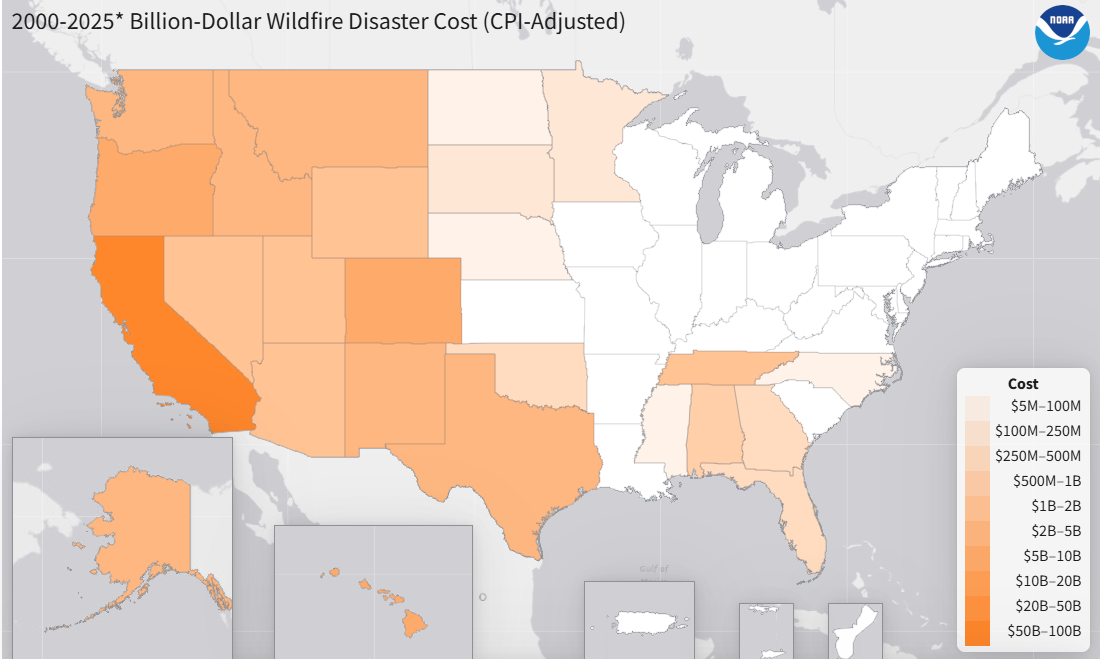 2000-2025* Billion-Dollar Wildfire Disaster Cost (CPI-Adjusted)
NOAA
Cost
$5M–100M
$100M–250M
$250M–500M
$500M–1B
$1B–2B
$2B–5B
$5B–10B
$10B–20B
$20B–50B
$50B–100B
Gulf of